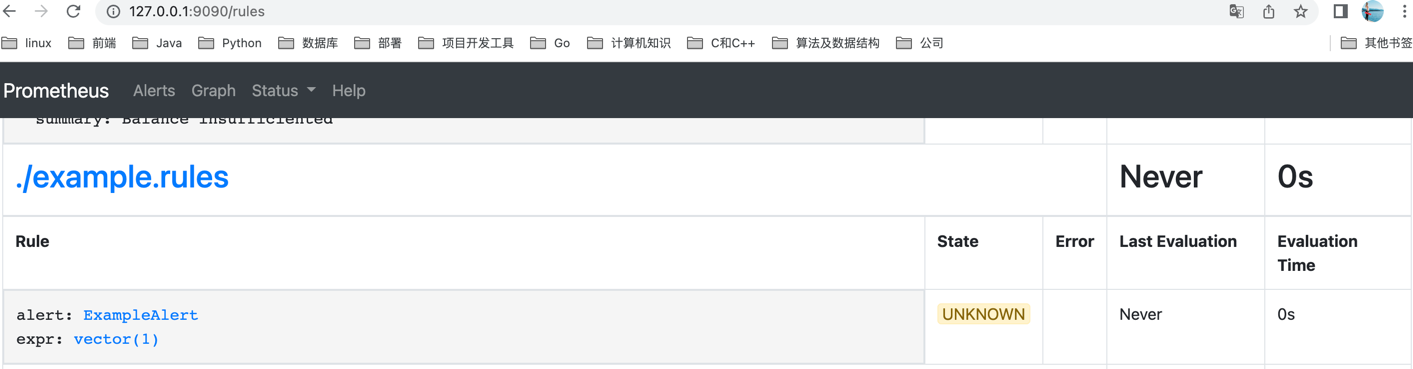 127.0.0.1:9090/rules
linux 前端 Java Python 数据库 部署 项目开发工具 Go 计算机知识 C和C++ 算法及数据结构 公司 其他书签
Prometheus Alerts Graph Status Help
summary: Balance insufficiented
./example.rules Never 0s
Rule State Error Last Evaluation Evaluation
Time
alert: ExampleAlert UNKNOWN Never 0s
expr: vector(1)